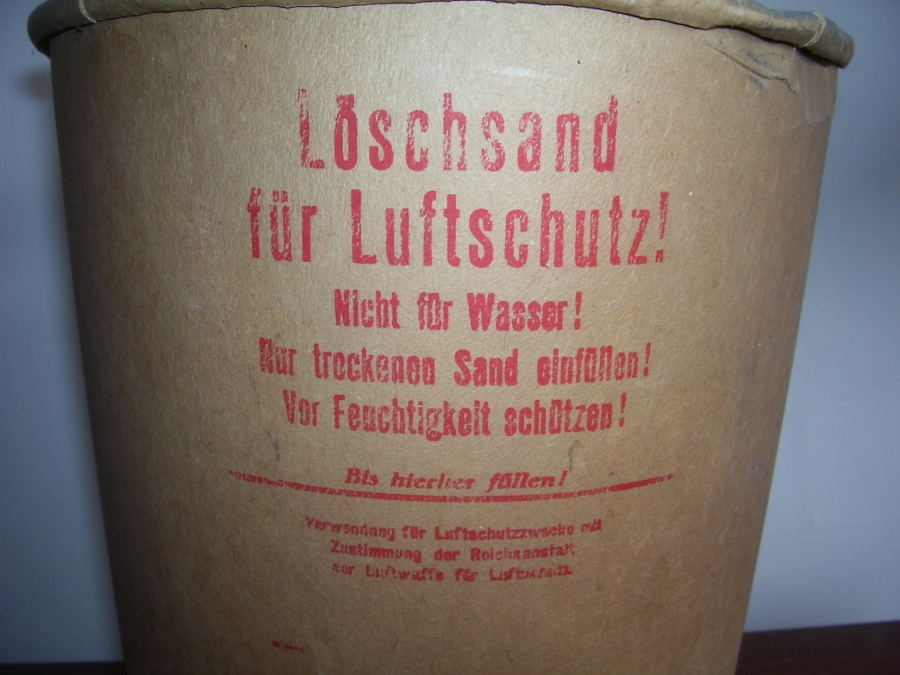 Löschsand
für Luftschutz!
Nicht für Wasser!
Nur trockenen Sand einfüllen!
Vor Feuchtigkeit schützen!
Bis hierher füllen!
Verwendung für Luftschutzzwecke mit
Zustimmung der Reichsanstalt
der Luftwaffe für Luftschutz.